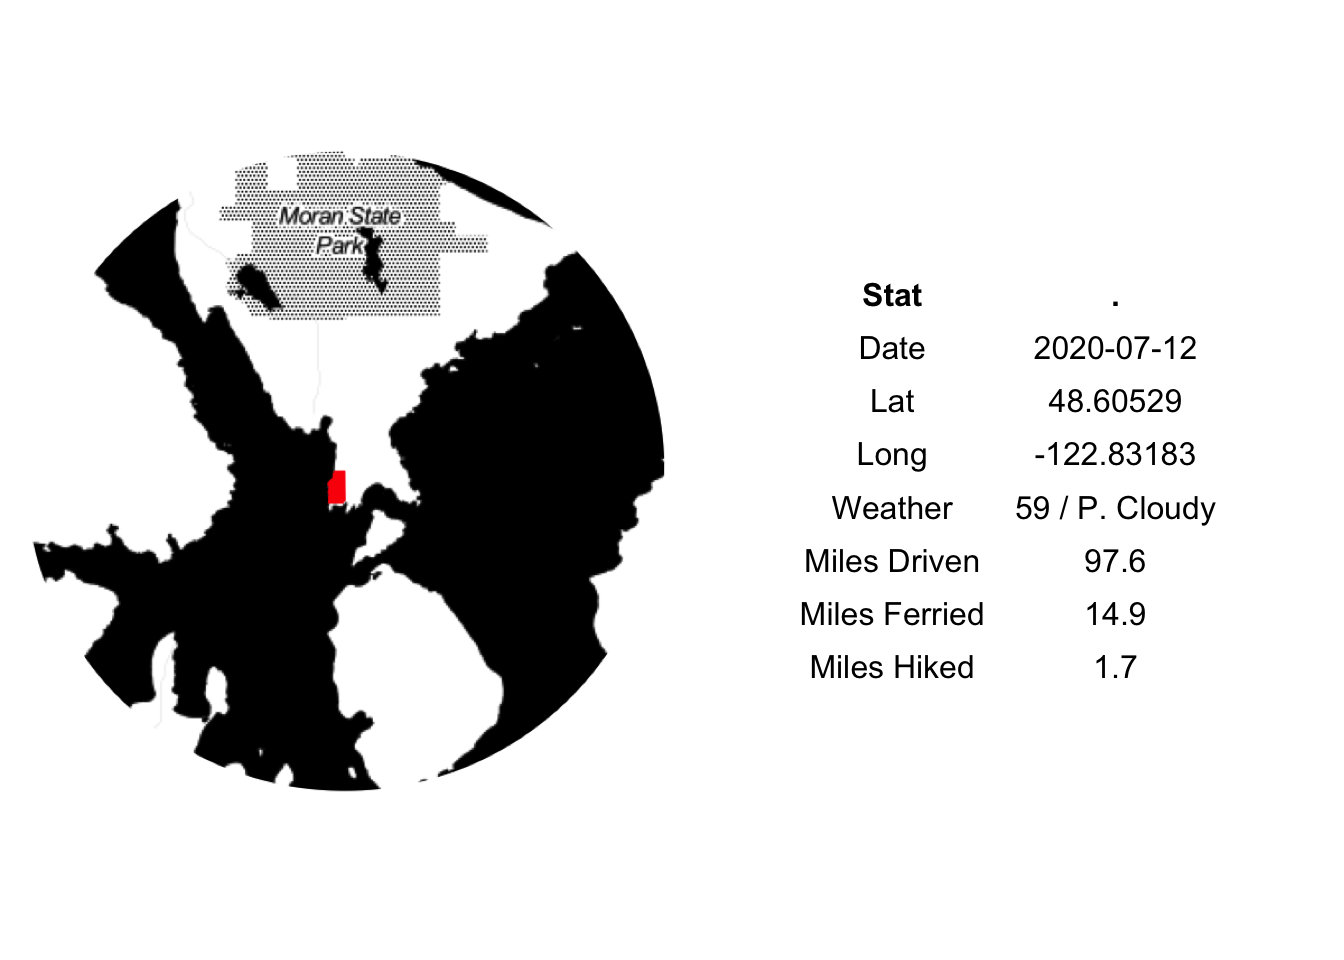 Moran State
Park
Stat .
Date 2020-07-12
Lat 48.60529
Long -122.83183
Weather 59 / P. Cloudy
Miles Driven 97.6
Miles Ferried 14.9
Miles Hiked 1.7